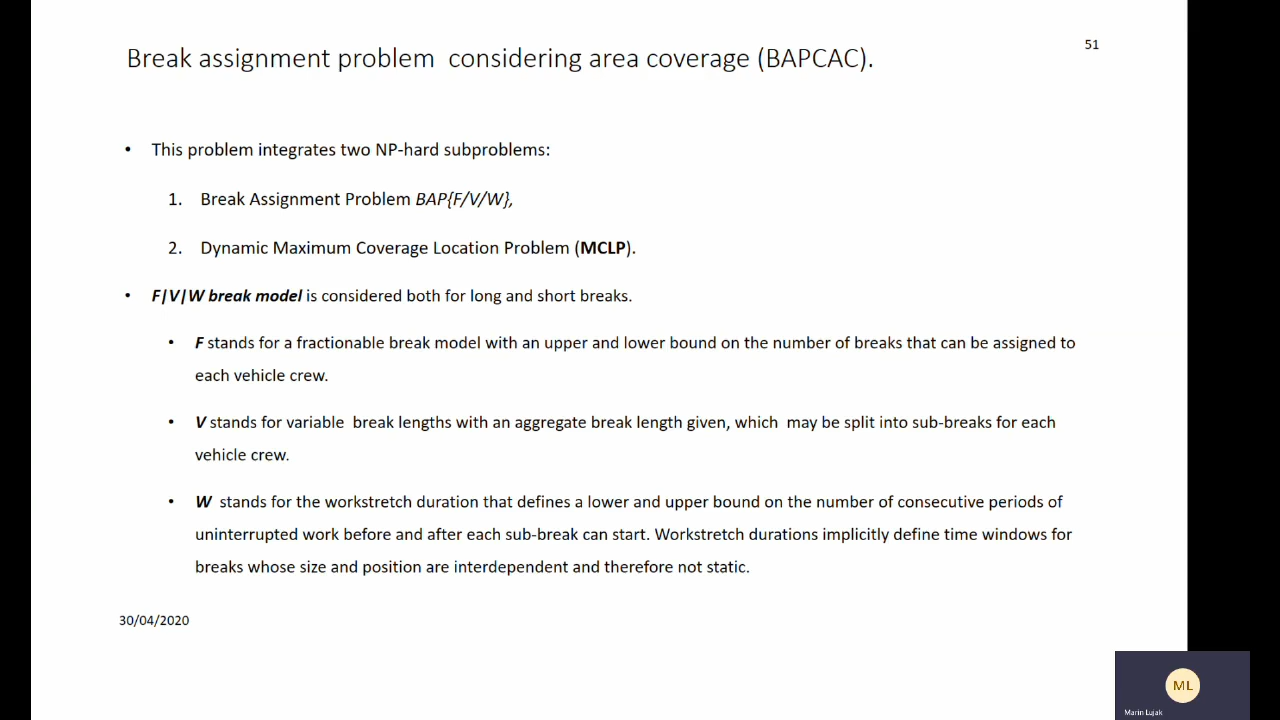 51
Break assignment problem  considering area coverage (BAPCAC).
• This problem integrates two NP-hard subproblems:
1. Break Assignment Problem BAP{F/V/W},
2. Dynamic Maximum Coverage Location Problem (MCLP).
• F|V|W break model is considered both for long and short breaks.
• F stands for a fractionable break model with an upper and lower bound on the number of breaks that can be assigned to
each vehicle crew.
• V stands for variable  break lengths with an aggregate break length given, which  may be split into sub-breaks for each
vehicle crew.
• W  stands for the workstretch duration that defines a lower and upper bound on the number of consecutive periods of
uninterrupted work before and after each sub-break can start. Workstretch durations implicitly define time windows for
breaks whose size and position are interdependent and therefore not static.
30/04/2020
ML
Marin Lujak